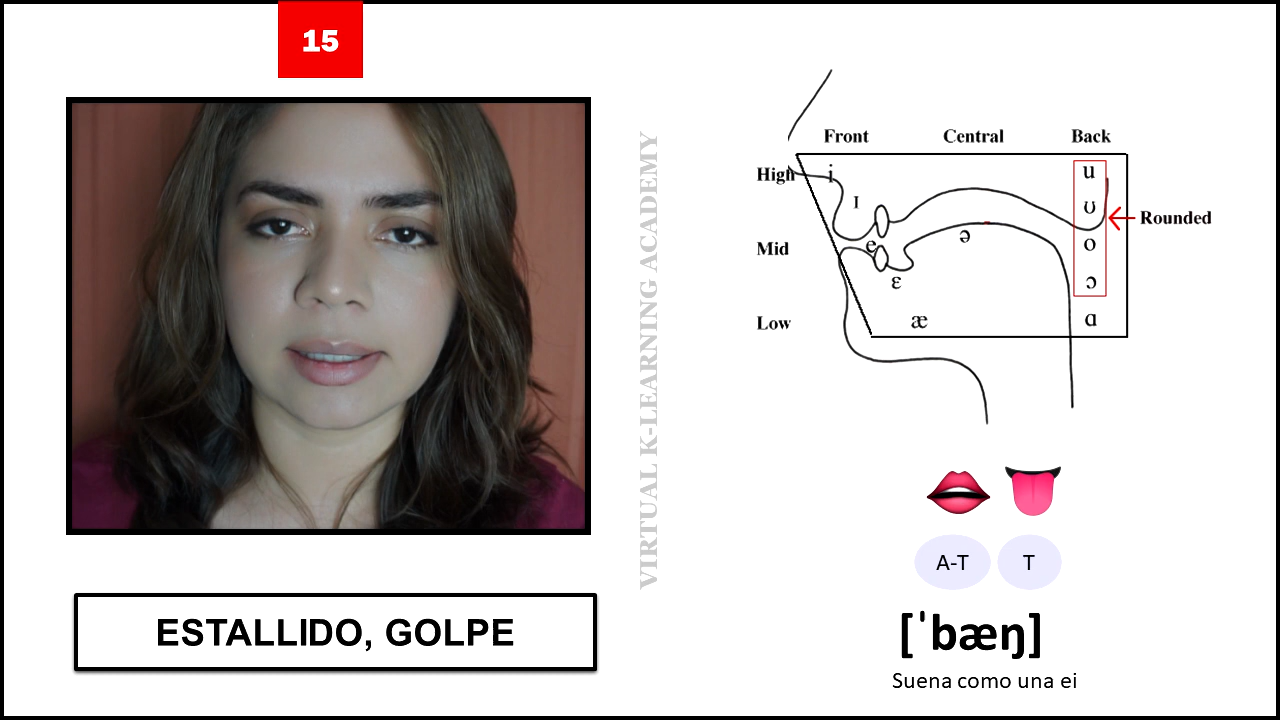 15
VIRTUAL K-LEARNING ACADEMY
Front Central Back
High i ɪ u
ʊ
Rounded
Mid e ə o
ɛ ɔ
Low æ ɑ
A-T T
ESTALLIDO, GOLPE
[ˈbæŋ]
Suena como una ei